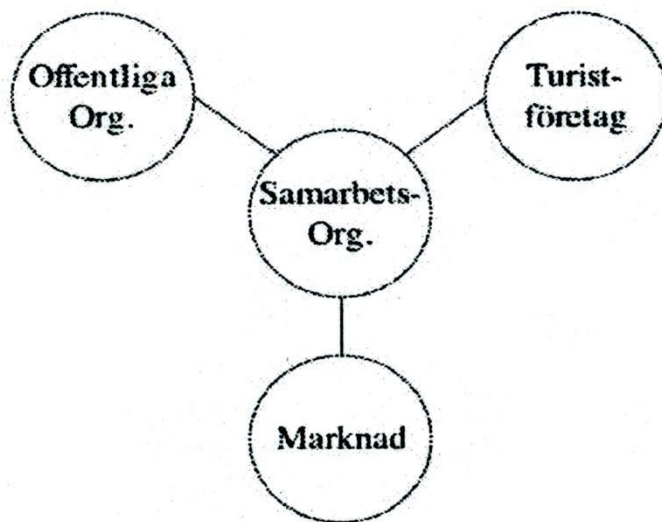 Offentliga
Org.
Turist-
företag
Samarbets-
Org.
Marknad